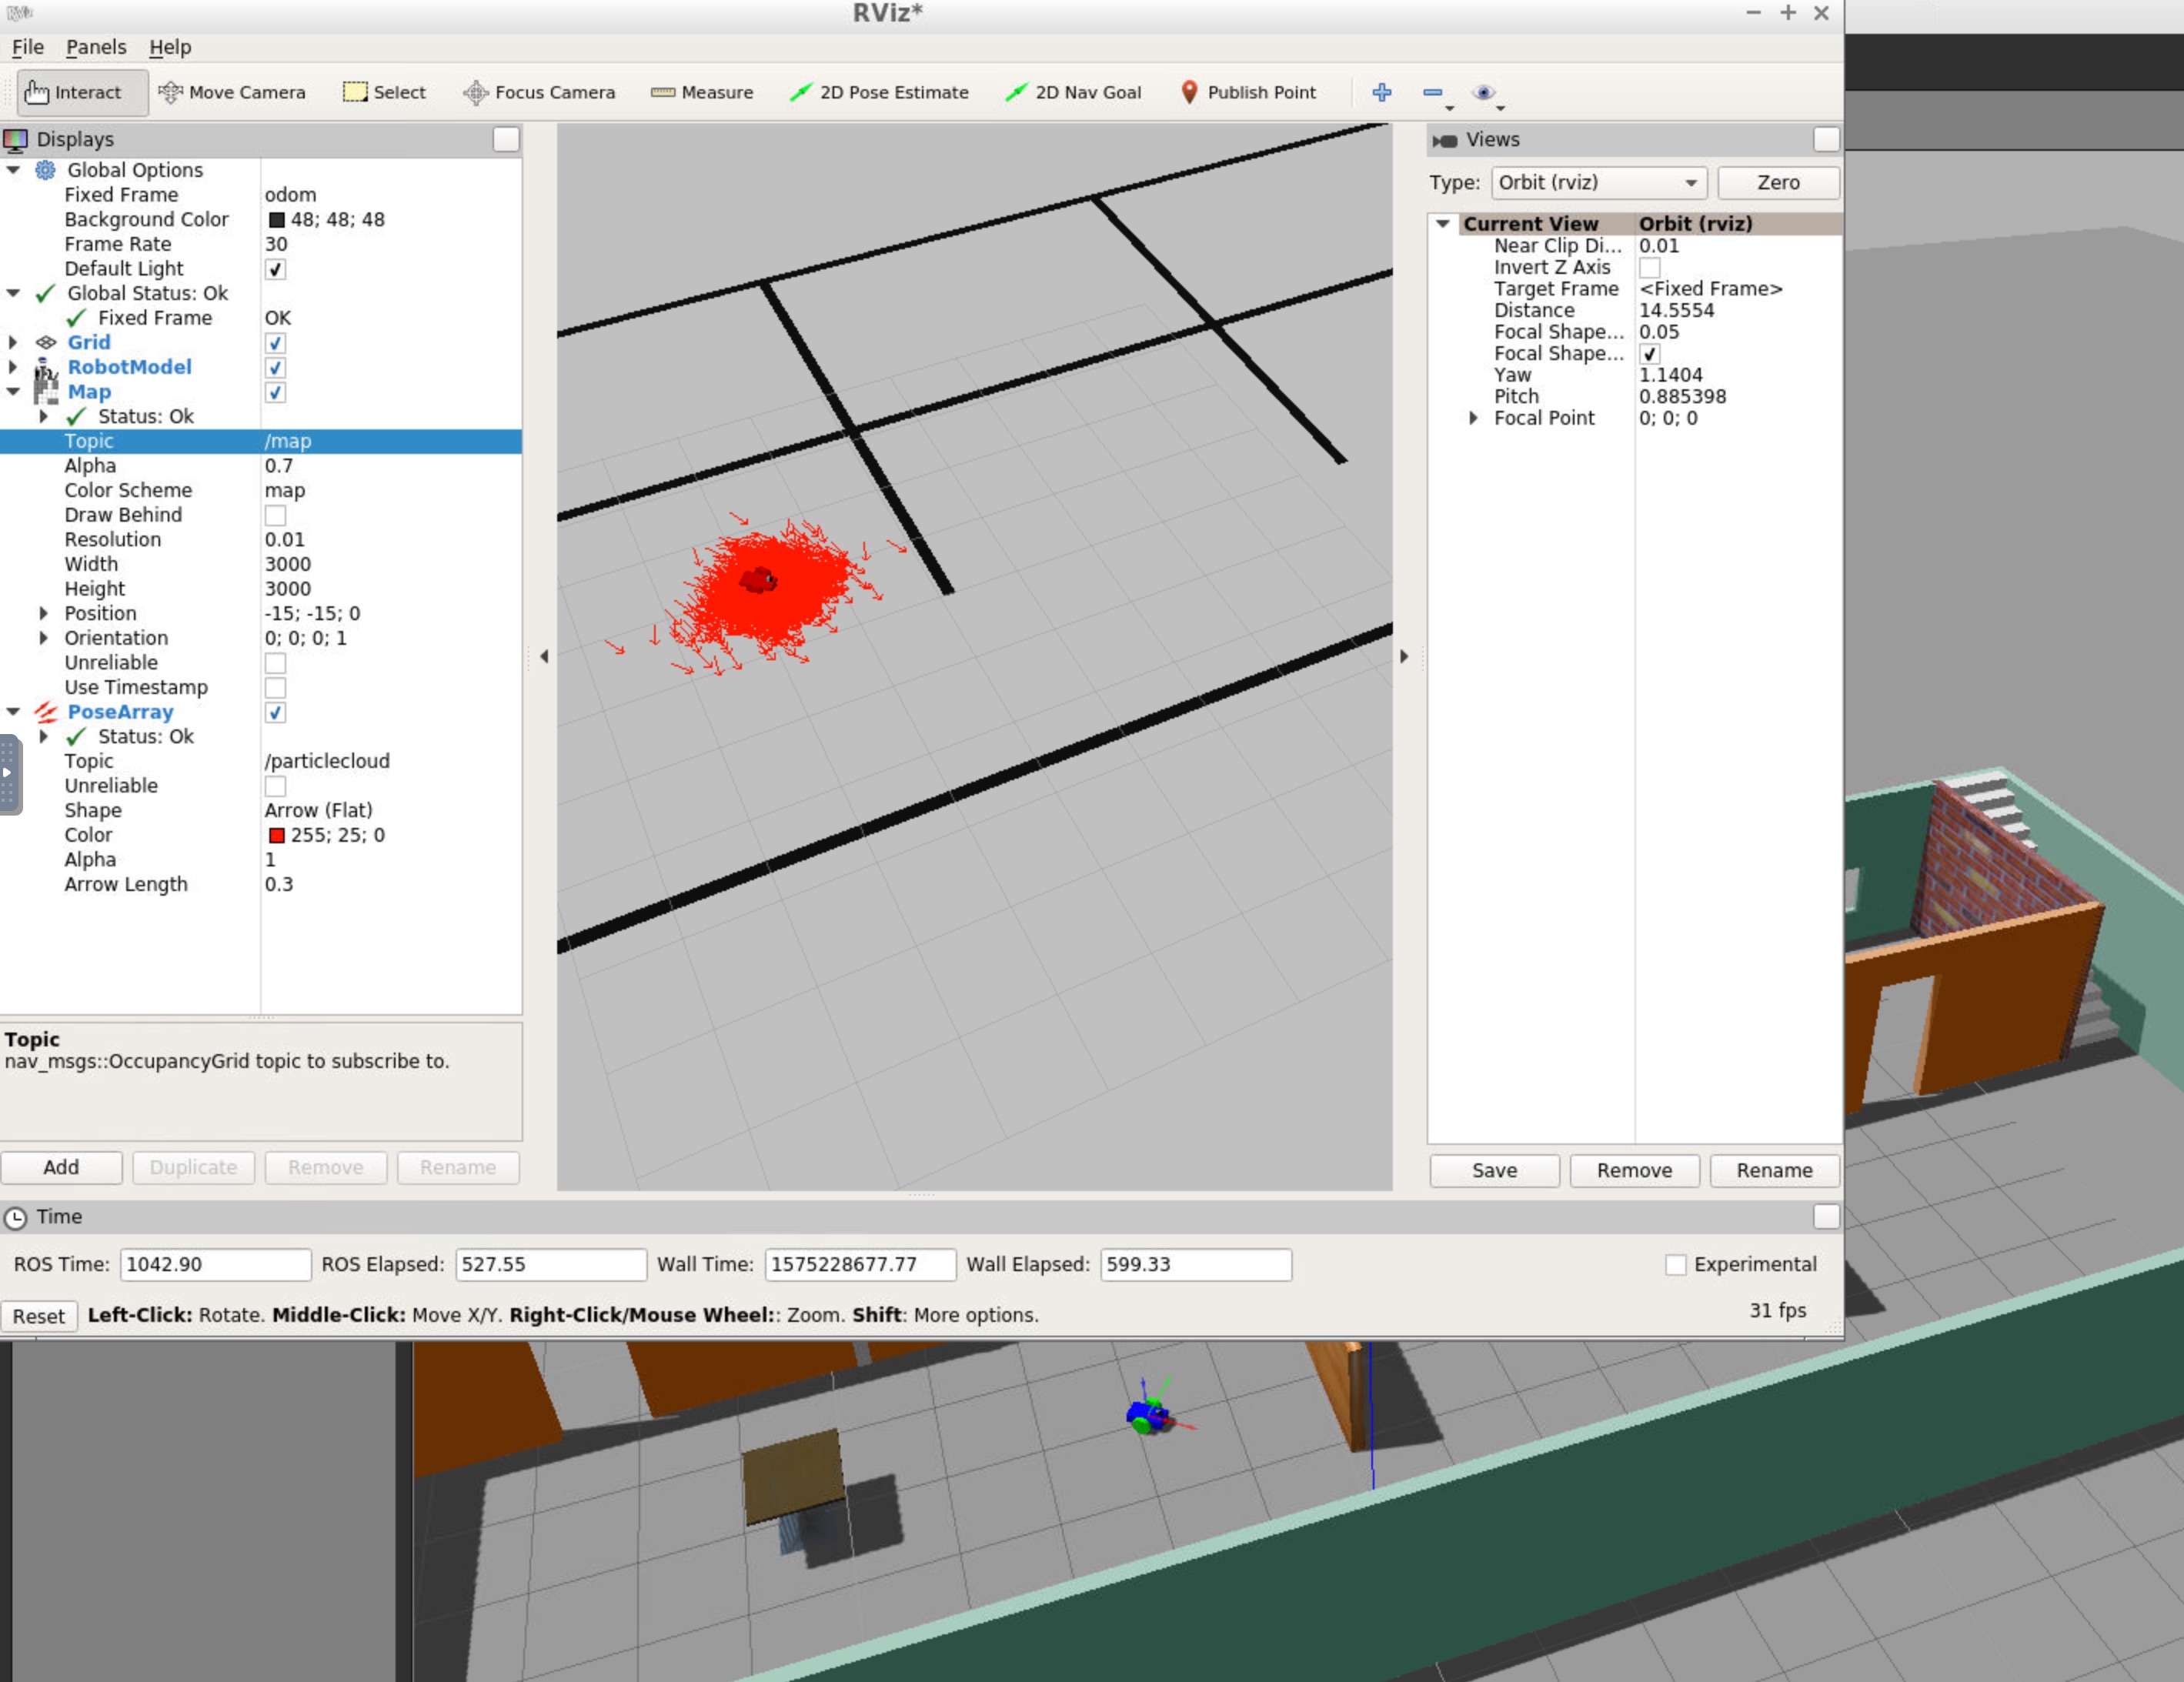 RViz*
File Panels Help
Interact Move Camera Select Focus Camera Measure 2D Pose Estimate 2D Nav Goal Publish Point
Displays
Global Options
Fixed Frame odom
Background Color 48; 48; 48
Frame Rate 30
Default Light
Global Status: Ok
Fixed Frame OK
Grid
RobotModel
Map
Status: Ok
Topic /map
Alpha 0.7
Color Scheme map
Draw Behind
Resolution 0.01
Width 3000
Height 3000
Position -15; -15; 0
Orientation 0; 0; 0; 1
Unreliable
Use Timestamp
PoseArray
Status: Ok
Topic /particlecloud
Unreliable
Shape Arrow (Flat)
Color 255; 25; 0
Alpha 1
Arrow Length 0.3
Topic
nav_msgs::OccupancyGrid topic to subscribe to.
Add Duplicate Remove Rename
Views
Type: Orbit (rviz) Zero
Current View Orbit (rviz)
Near Clip Di... 0.01
Invert Z Axis
Target Frame <Fixed Frame>
Distance 14.5554
Focal Shape... 0.05
Focal Shape...
Yaw 1.1404
Pitch 0.885398
Focal Point 0; 0; 0
Save Remove Rename
Time
ROS Time: 1042.90 ROS Elapsed: 527.55 Wall Time: 1575228677.77 Wall Elapsed: 599.33 Experimental
Reset Left-Click: Rotate. Middle-Click: Move X/Y. Right-Click/Mouse Wheel:: Zoom. Shift: More options. 31 fps